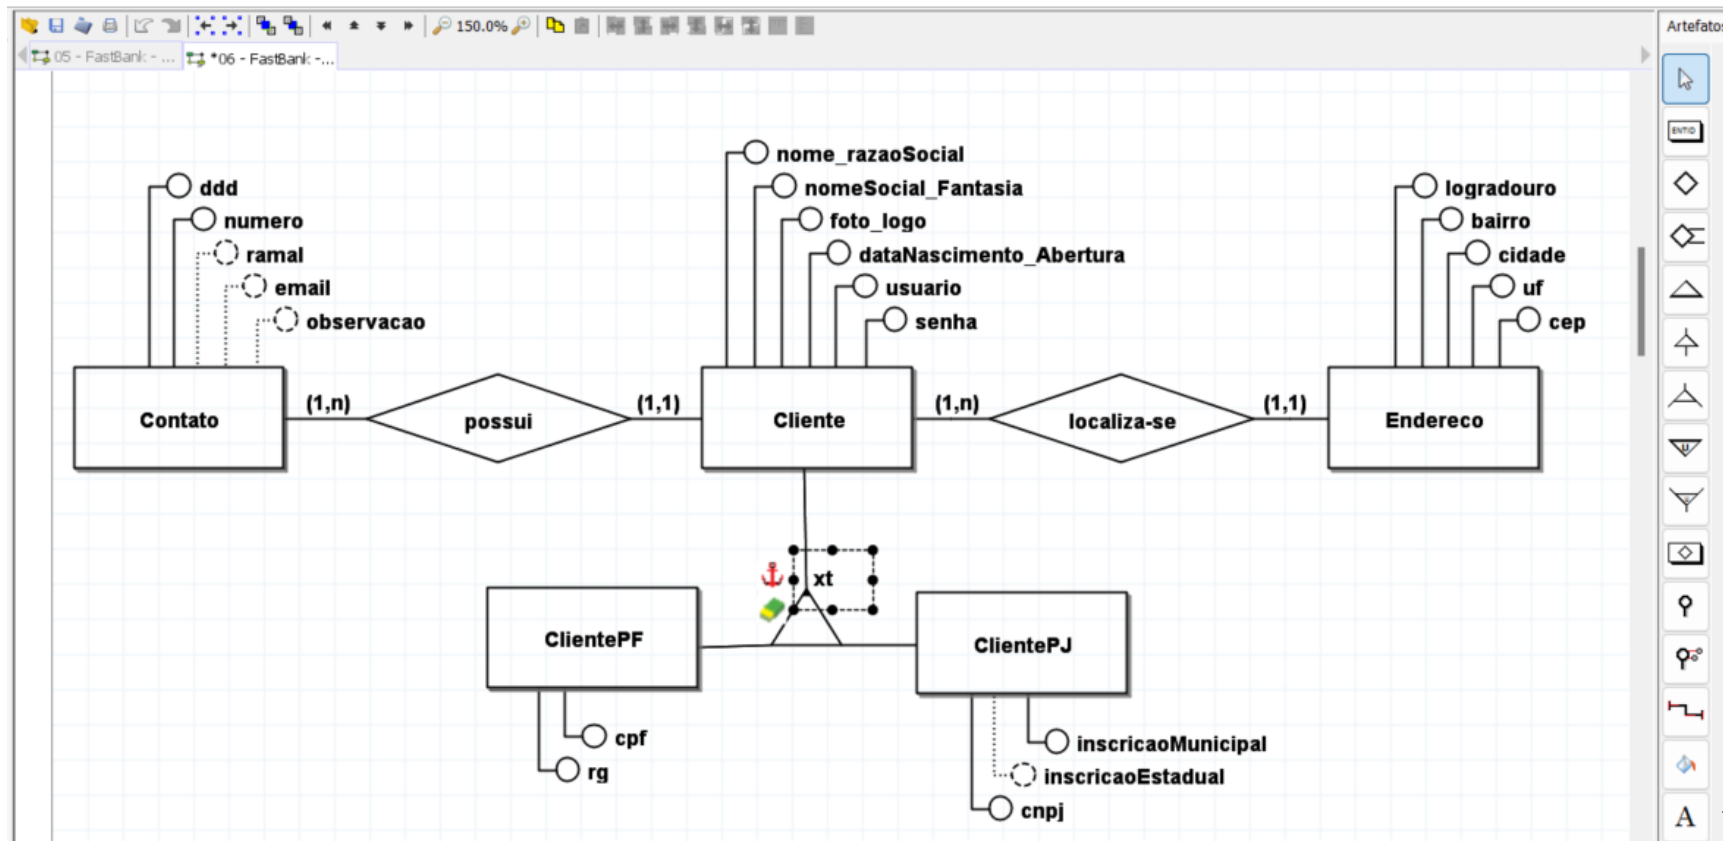 150.0%
Artefatos
05 - FastBank - ...
*06 - FastBank -...
ENTID
nome_razaoSocial
ddd
nomeSocial_Fantasia
logradouro
numero
foto_logo
bairro
ramal
dataNascimento_Abertura
cidade
email
usuario
uf
observacao
senha
cep
(1,n)
(1,1)
(1,n)
(1,1)
Contato
possui
Cliente
localiza-se
Endereco
xt
ClientePF
ClientePJ
cpf
inscricaoMunicipal
rg
inscricaoEstadual
cnpj
A